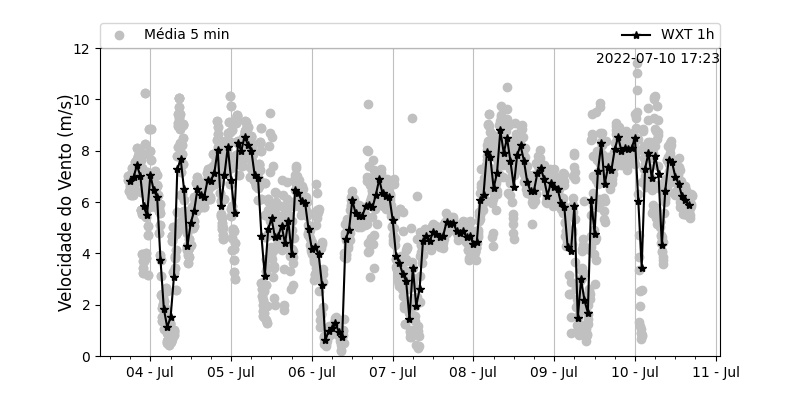 Média 5 min
WXT 1h
2022-07-10 17:23
Velocidade do Vento (m/s)
12
10
8
6
4
2
0
04 - Jul 05 - Jul 06 - Jul 07 - Jul 08 - Jul 09 - Jul 10 - Jul 11 - Jul